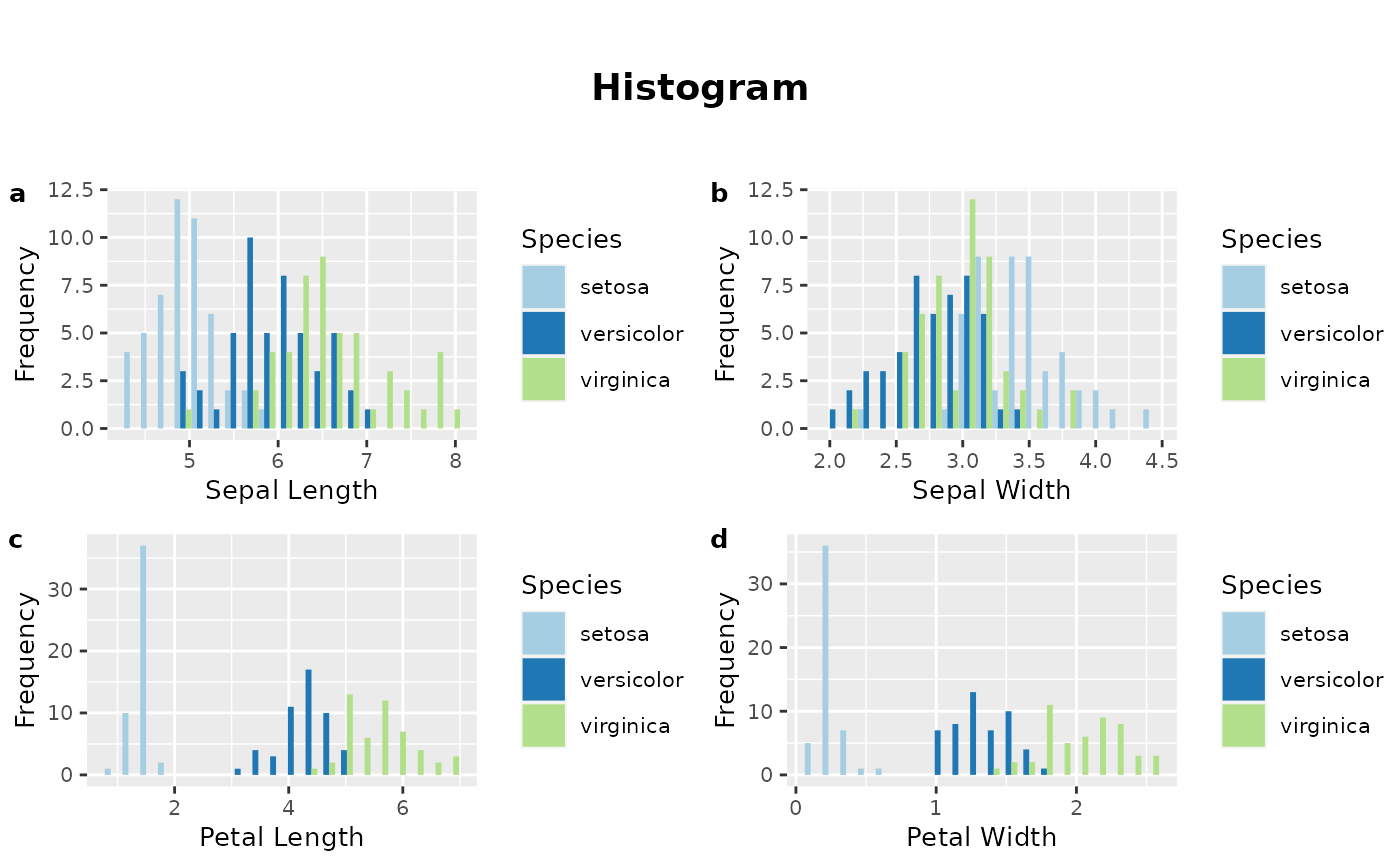 Histogram
a
12.5
10.0
7.5
5.0
2.5
0.0
Frequency
5 6 7 8
Sepal Length
Species
setosa
versicolor
virginica
b
12.5
10.0
7.5
5.0
2.5
0.0
Frequency
2.0 2.5 3.0 3.5 4.0 4.5
Sepal Width
Species
setosa
versicolor
virginica
c
30
20
10
0
Frequency
2 4 6
Petal Length
Species
setosa
versicolor
virginica
d
30
20
10
0
Frequency
0 1 2
Petal Width
Species
setosa
versicolor
virginica